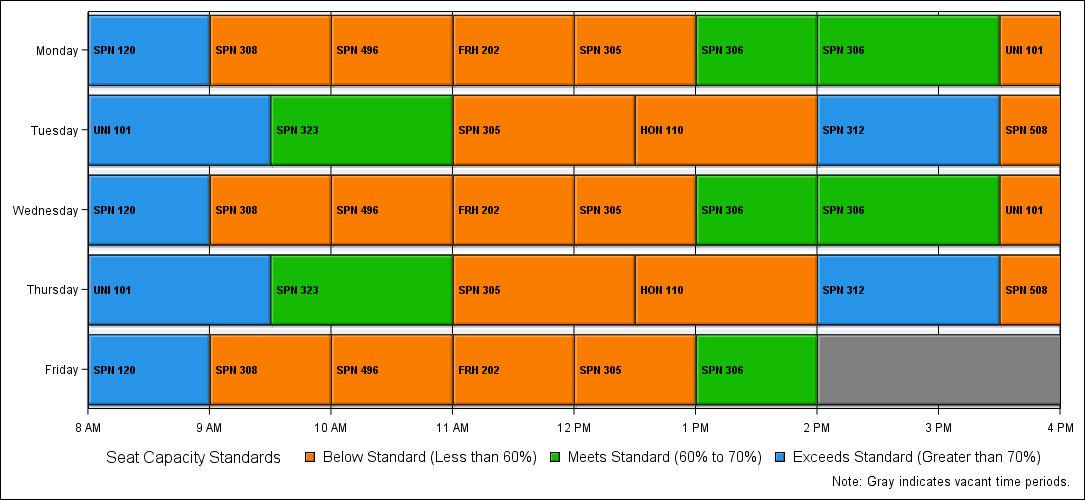 Monday SPN 120 SPN 308 SPN 496 FRH 202 SPN 305 SPN 306 SPN 306 UNI 101
Tuesday UNI 101 SPN 323 SPN 305 HON 110 SPN 312 SPN 508
Wednesday SPN 120 SPN 308 SPN 496 FRH 202 SPN 305 SPN 306 SPN 306 UNI 101
Thursday UNI 101 SPN 323 SPN 305 HON 110 SPN 312 SPN 508
Friday SPN 120 SPN 308 SPN 496 FRH 202 SPN 305 SPN 306
8 AM 9 AM 10 AM 11 AM 12 PM 1 PM 2 PM 3 PM 4 PM
Seat Capacity Standards Below Standard (Less than 60%) Meets Standard (60% to 70%) Exceeds Standard (Greater than 70%)
Note: Gray indicates vacant time periods.